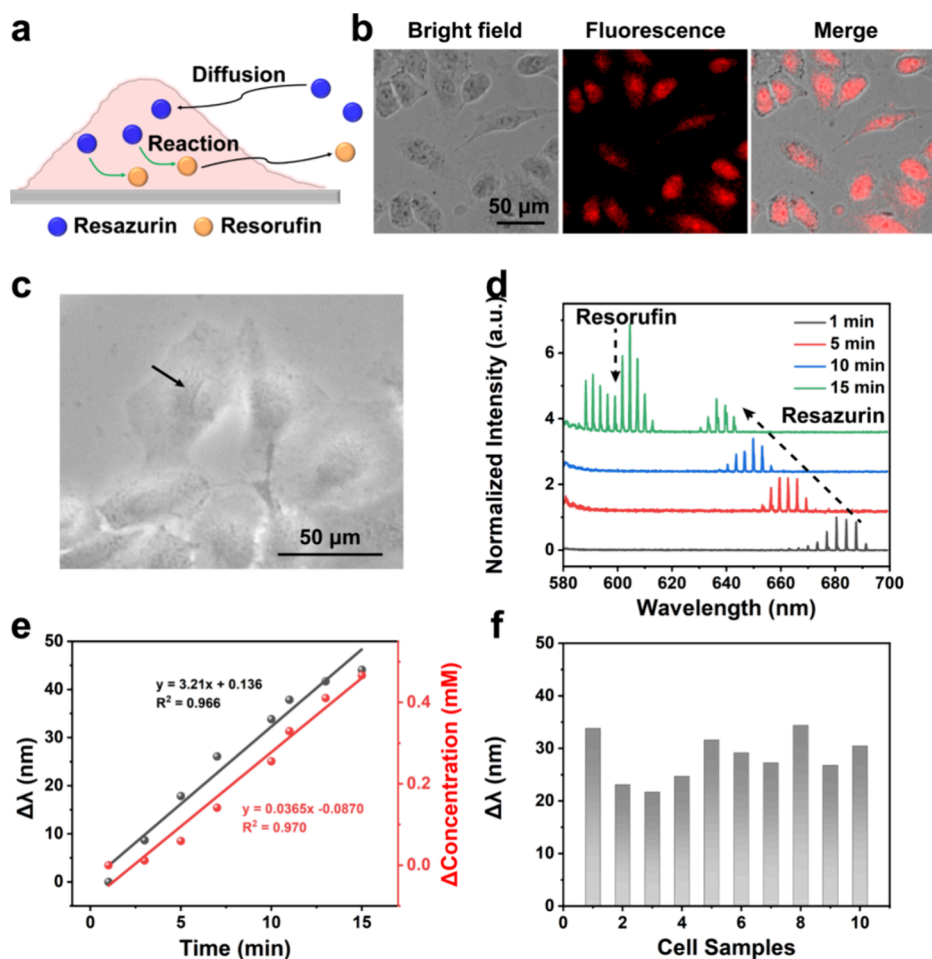 a
Diffusion
Reaction
Resazurin
Resorufin
b
Bright field
Fluorescence
Merge
50 µm
c
50 µm
d
Normalized Intensity (a.u.)
6
4
2
0
Resorufin
1 min
5 min
10 min
15 min
Resazurin
580 600 620 640 660 680 700
Wavelength (nm)
e
Δλ (nm)
50
40
30
20
10
0
y = 3.21x + 0.136
R² = 0.966
y = 0.0365x -0.0870
R² = 0.970
0.4
0.2
0.0
ΔConcentration (mM)
0 5 10 15
Time (min)
f
Δλ (nm)
50
40
30
20
10
0
0 2 4 6 8 10
Cell Samples